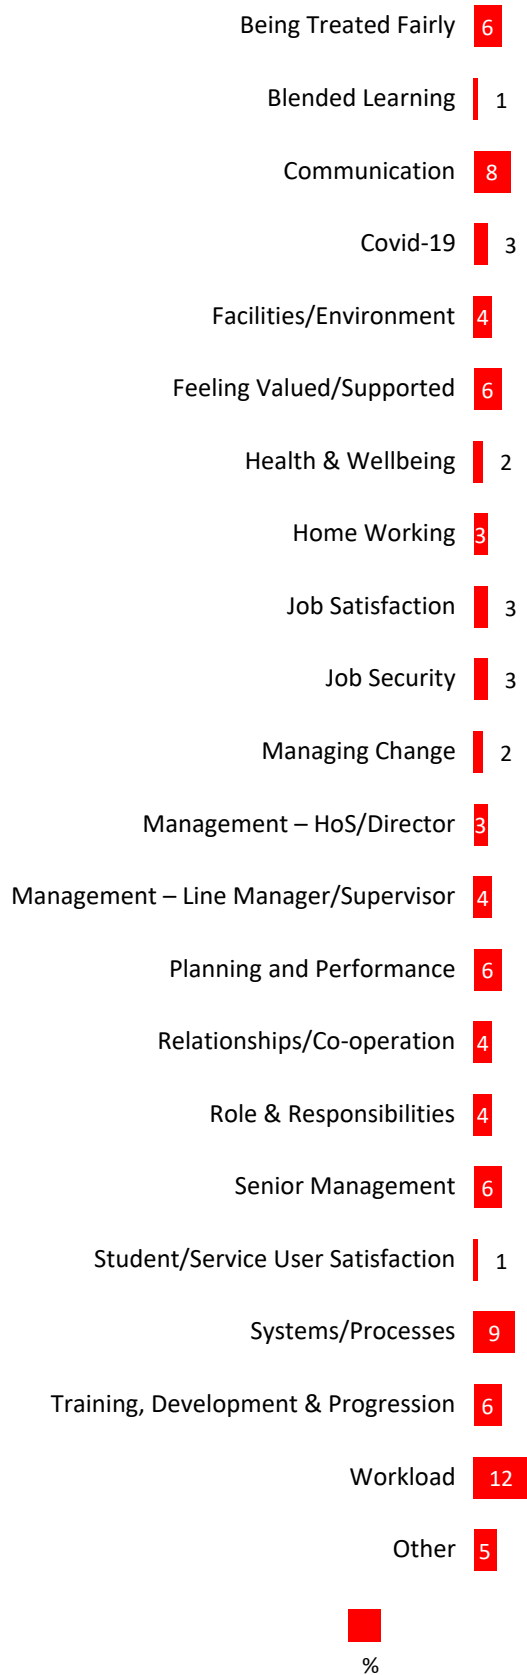 Being Treated Fairly 6
Blended Learning 1
Communication 8
Covid-19 3
Facilities/Environment 4
Feeling Valued/Supported 6
Health & Wellbeing 2
Home Working 3
Job Satisfaction 3
Job Security 3
Managing Change 2
Management – HoS/Director 3
Management – Line Manager/Supervisor 4
Planning and Performance 6
Relationships/Co-operation 4
Role & Responsibilities 4
Senior Management 6
Student/Service User Satisfaction 1
Systems/Processes 9
Training, Development & Progression 6
Workload 12
Other 5
%